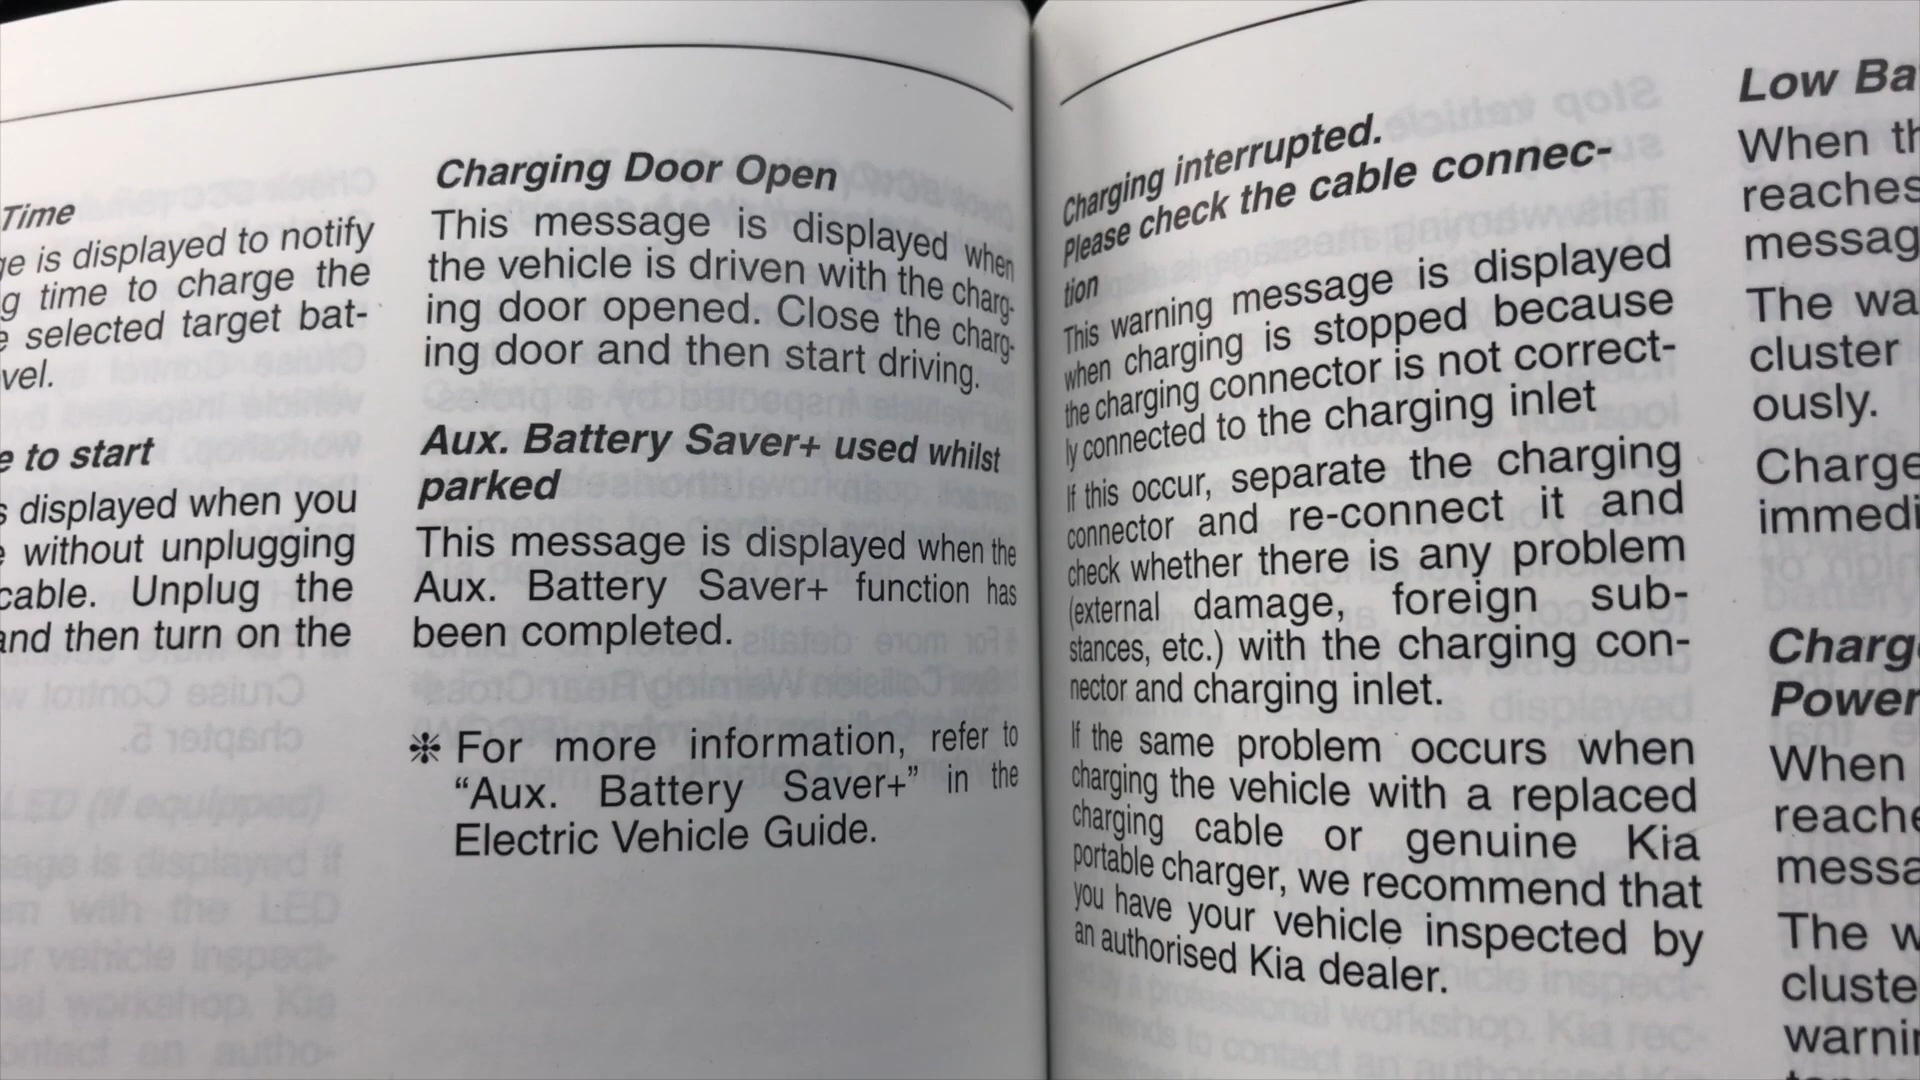 Time
is displayed to notify
time to charge the
selected target bat-
to start
displayed when you
without unplugging
cable. Unplug the
and then turn on the
Charging Door Open
This message is displayed when
the vehicle is driven with the charg-
ing door opened. Close the charg-
ing door and then start driving.
Aux. Battery Saver+ used whilst
parked
This message is displayed when the
Aux. Battery Saver+ function has
been completed.
❈ For more information, refer to
“Aux. Battery Saver+” in the
Electric Vehicle Guide.
Charging interrupted.
Please check the cable connec-
tion
This warning message is displayed
when charging is stopped because
the charging connector is not correct-
ly connected to the charging inlet
If this occur, separate the charging
connector and re-connect it and
check whether there is any problem
(external damage, foreign sub-
stances, etc.) with the charging con-
nector and charging inlet.
If the same problem occurs when
charging the vehicle with a replaced
charging cable or genuine Kia
portable charger, we recommend that
you have your vehicle inspected by
an authorised Kia dealer.
Low Ba
When th
reaches
messag
The wa
cluster
ously.
Charge
immedi
Charg
Power
When
reache
messa
The w
cluste
warnin